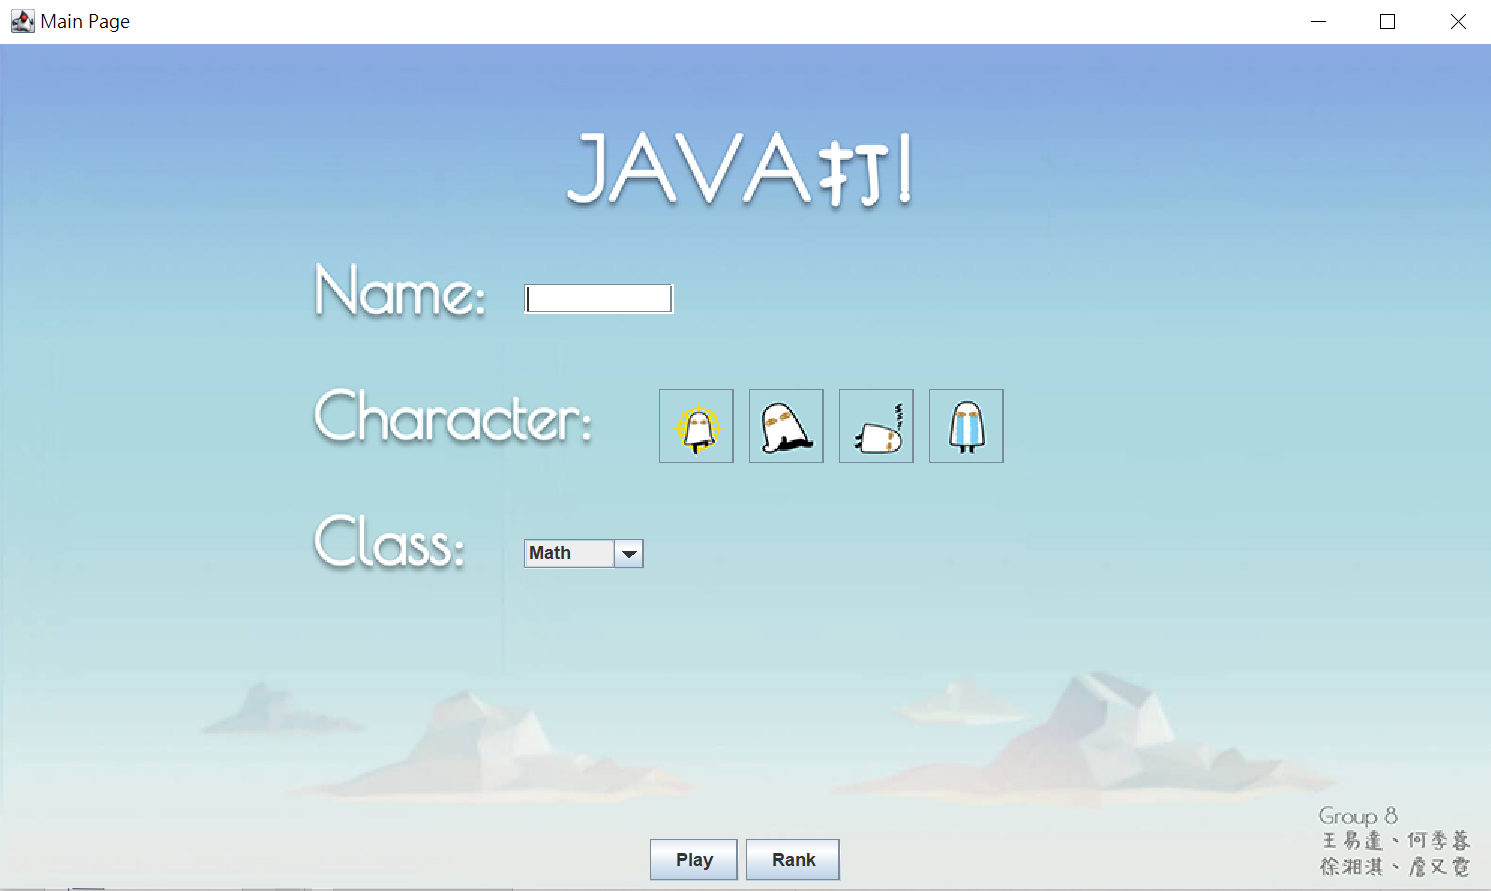 Main Page
JAVA打!
Name:
Character:
Class:
Math
Play Rank
Group 8
王易達、何季蓉
徐湘淇、詹又霓